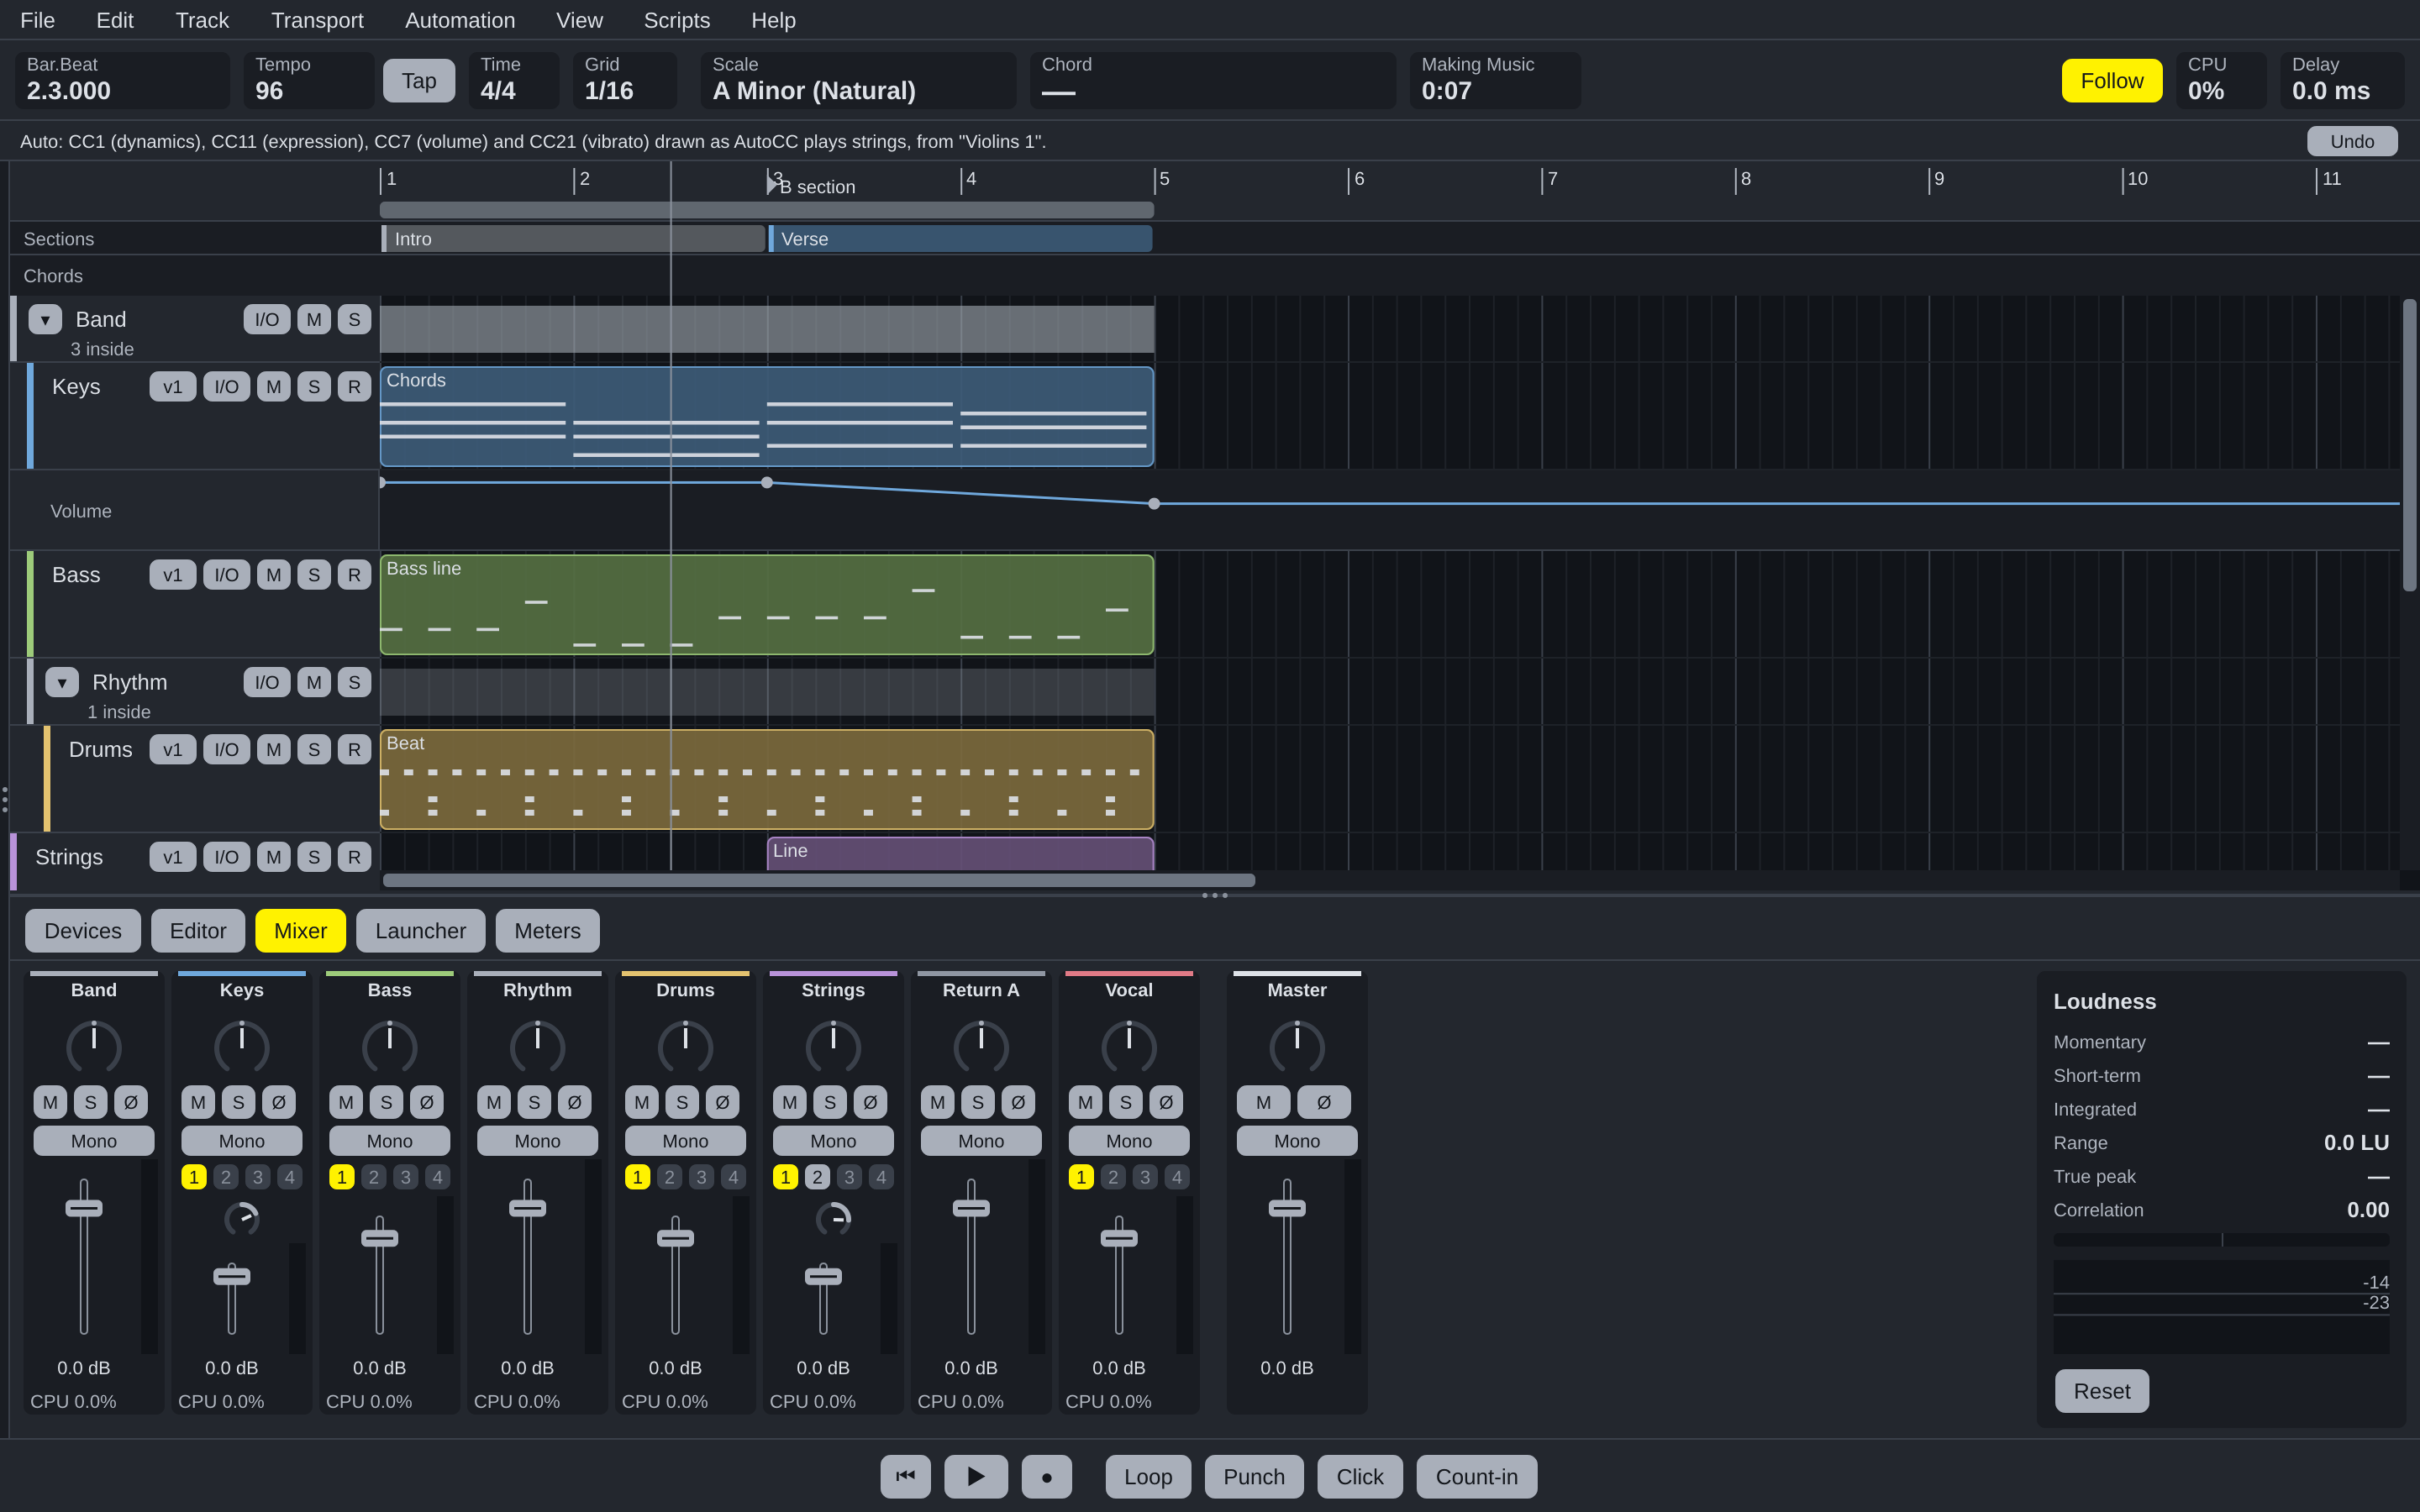 File Edit Track Transport Automation View Scripts Help
Bar.Beat Tempo Time Grid Scale Chord Making Music CPU Delay
2.3.000 96 Tap 4/4 1/16 A Minor (Natural) — 0:07 Follow 0% 0.0 ms
Auto: CC1 (dynamics), CC11 (expression), CC7 (volume) and CC21 (vibrato) drawn as AutoCC plays strings, from "Violins 1". Undo
1 2 3 B section 4 5 6 7 8 9 10 11
Sections Intro Verse
Chords
Band I/O M S
3 inside
Keys v1 I/O M S R Chords
Volume
Bass v1 I/O M S R Bass line
Rhythm I/O M S
1 inside
Drums v1 I/O M S R Beat
Strings v1 I/O M S R Line
Devices Editor Mixer Launcher Meters
Band Keys Bass Rhythm Drums Strings Return A Vocal Master
M S Ø M S Ø M S Ø M S Ø M S Ø M S Ø M S Ø M S Ø M Ø
Mono Mono Mono Mono Mono Mono Mono Mono Mono
1 2 3 4 1 2 3 4 1 2 3 4 1 2 3 4 1 2 3 4
0.0 dB 0.0 dB 0.0 dB 0.0 dB 0.0 dB 0.0 dB 0.0 dB 0.0 dB 0.0 dB
CPU 0.0% CPU 0.0% CPU 0.0% CPU 0.0% CPU 0.0% CPU 0.0% CPU 0.0% CPU 0.0%
Loudness
Momentary —
Short-term —
Integrated —
Range 0.0 LU
True peak —
Correlation 0.00
-14
-23
Reset
Loop Punch Click Count-in